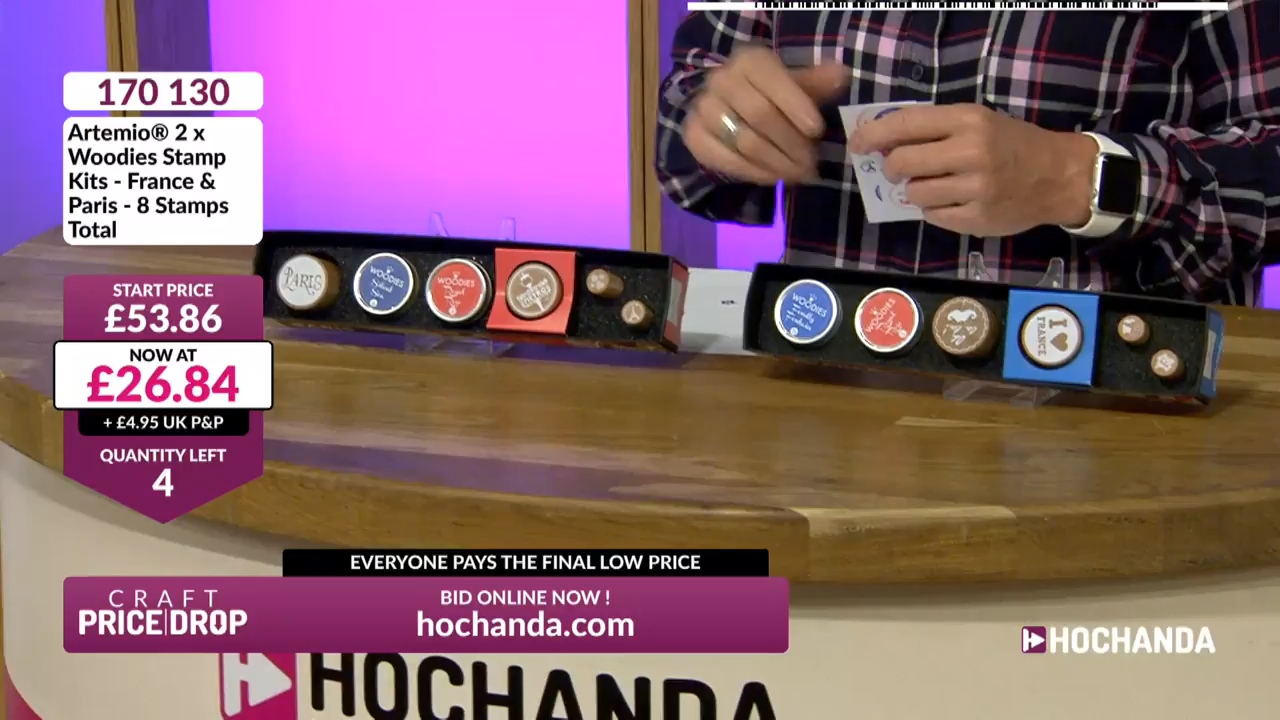 170 130
Artemio® 2 x
Woodies Stamp
Kits - France &
Paris - 8 Stamps
Total
START PRICE
£53.86
NOW AT
£26.84
+ £4.95 UK P&P
QUANTITY LEFT
4
PARIS
WOODIES
WOODIES
WOODIES
WOODIES
I
FRANCE
EVERYONE PAYS THE FINAL LOW PRICE
CRAFT
PRICE DROP
BID ONLINE NOW !
hochanda.com
HOCHANDA
HOCHANDA